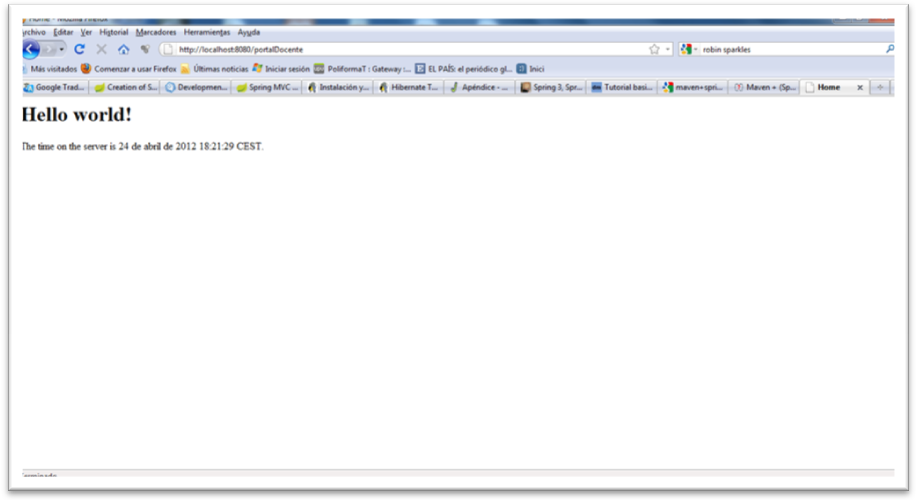 Home - Mozilla Firefox
Archivo Editar Ver Historial Marcadores Herramientas Ayuda
http://localhost:8080/portalDocente robin sparkles
Más visitados Comenzar a usar Firefox Últimas noticias Iniciar sesión PoliformaT : Gateway :... EL PAÍS: el periódico gl... Inici
Google Trad... Creation of S... Developmen... Spring MVC ... Instalación y... Hibernate T... Apéndice - ... Spring 3, Spr... Tutorial basi... maven+spri... Maven + (Sp... Home
Hello world!
The time on the server is 24 de abril de 2012 18:21:29 CEST.
Terminado